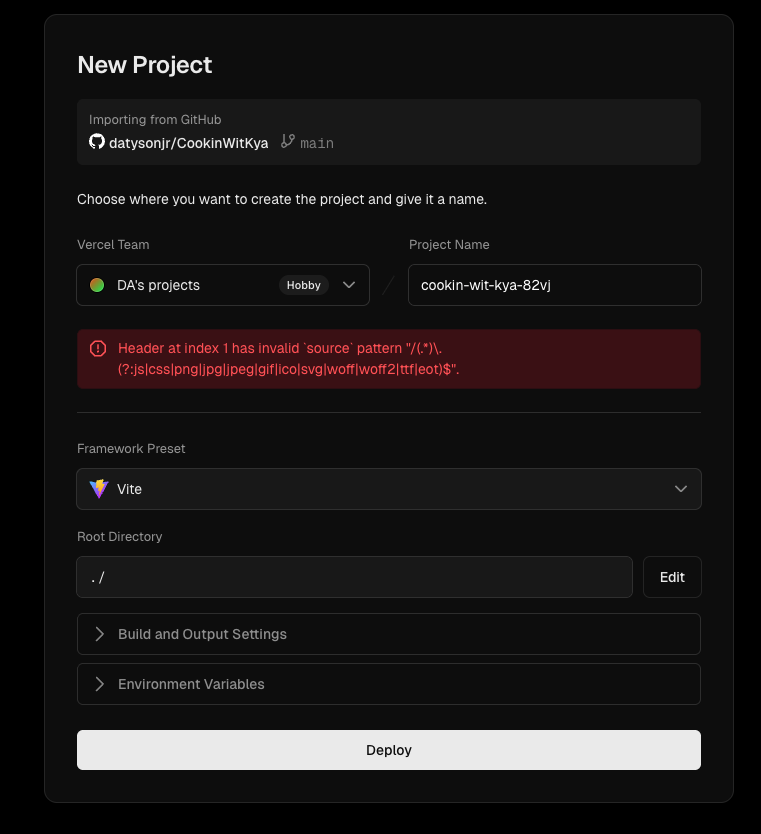 New Project
Importing from GitHub
datysonjr/CookinWitKya main
Choose where you want to create the project and give it a name.
Vercel Team
Project Name
DA's projects Hobby
cookin-wit-kya-82vj
Header at index 1 has invalid `source` pattern "/(.*)\.
(?:js|css|png|jpg|jpeg|gif|ico|svg|woff|woff2|ttf|eot)$".
Framework Preset
Vite
Root Directory
./
Edit
Build and Output Settings
Environment Variables
Deploy